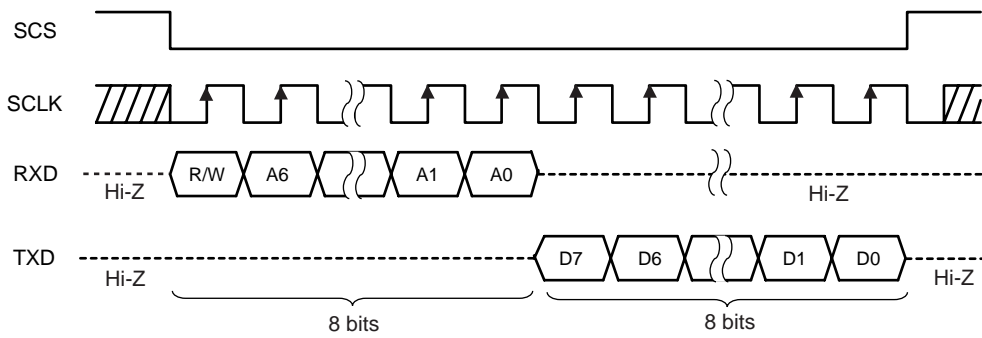 SCS
SCLK
RXD Hi-Z R/W A6 A1 A0 Hi-Z
TXD Hi-Z D7 D6 D1 D0 Hi-Z
8 bits 8 bits